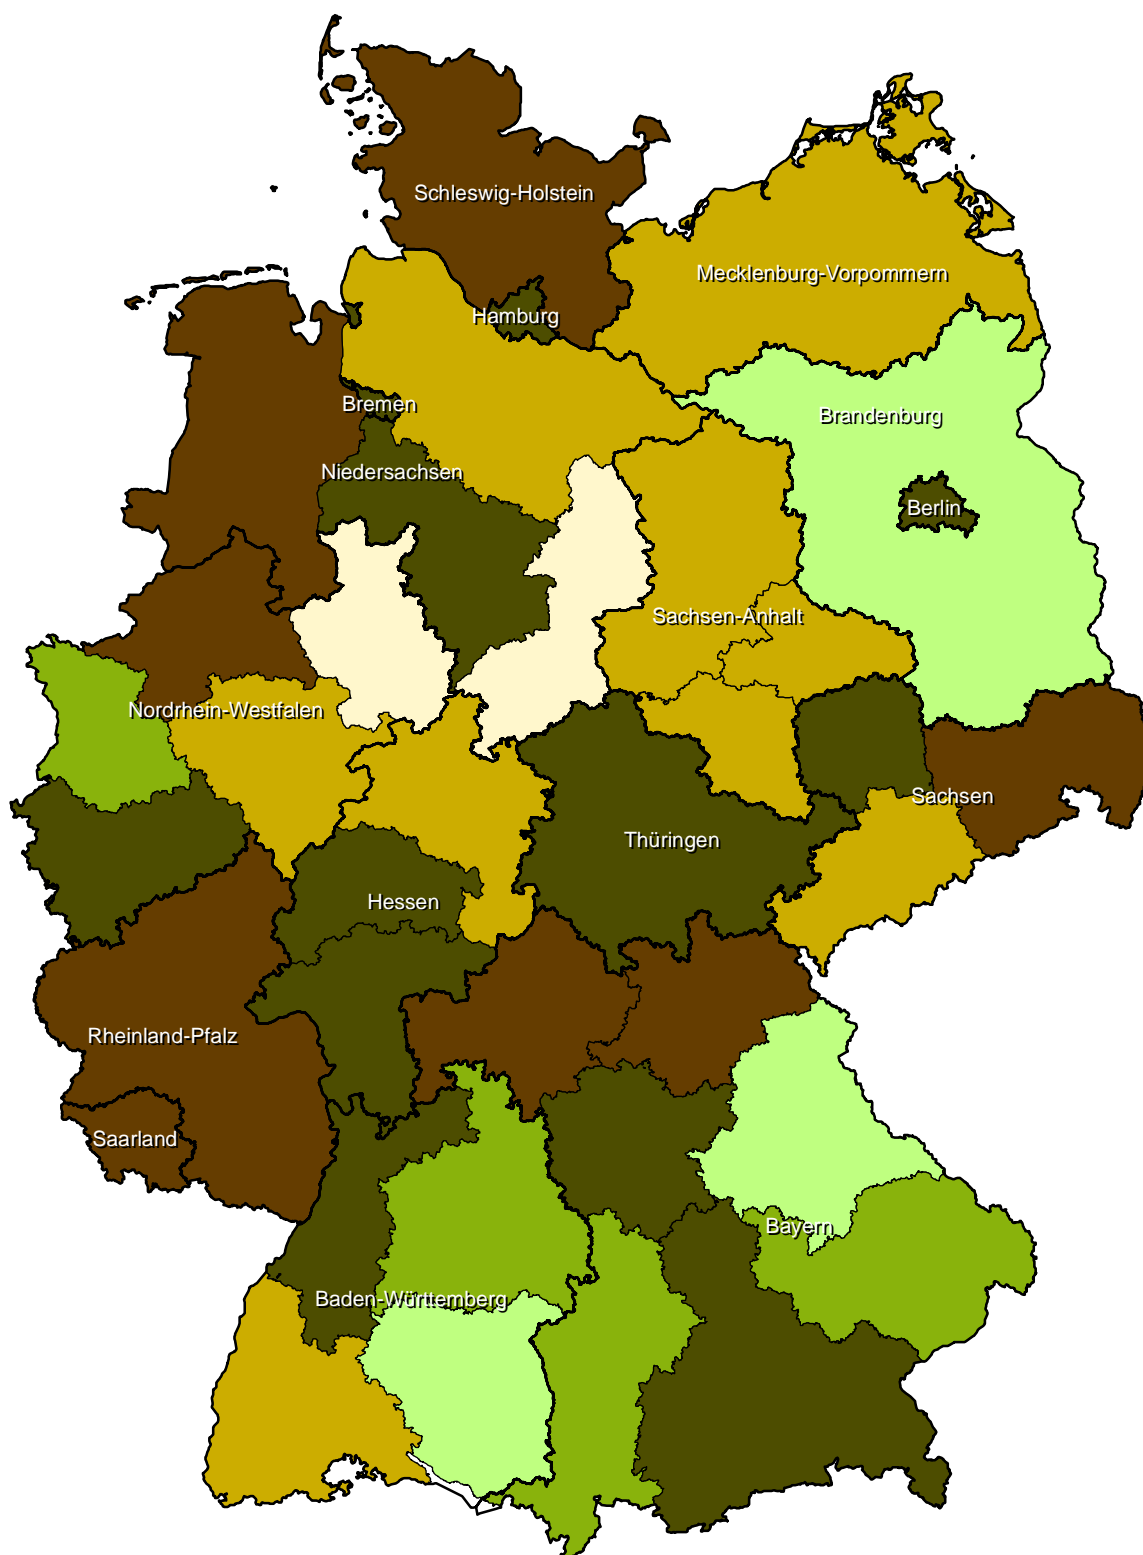 Schleswig-Holstein
Mecklenburg-Vorpommern
Hamburg
Bremen
Brandenburg
Niedersachsen
Berlin
Sachsen-Anhalt
Nordrhein-Westfalen
Sachsen
Thüringen
Hessen
Rheinland-Pfalz
Saarland
Bayern
Baden-Württemberg